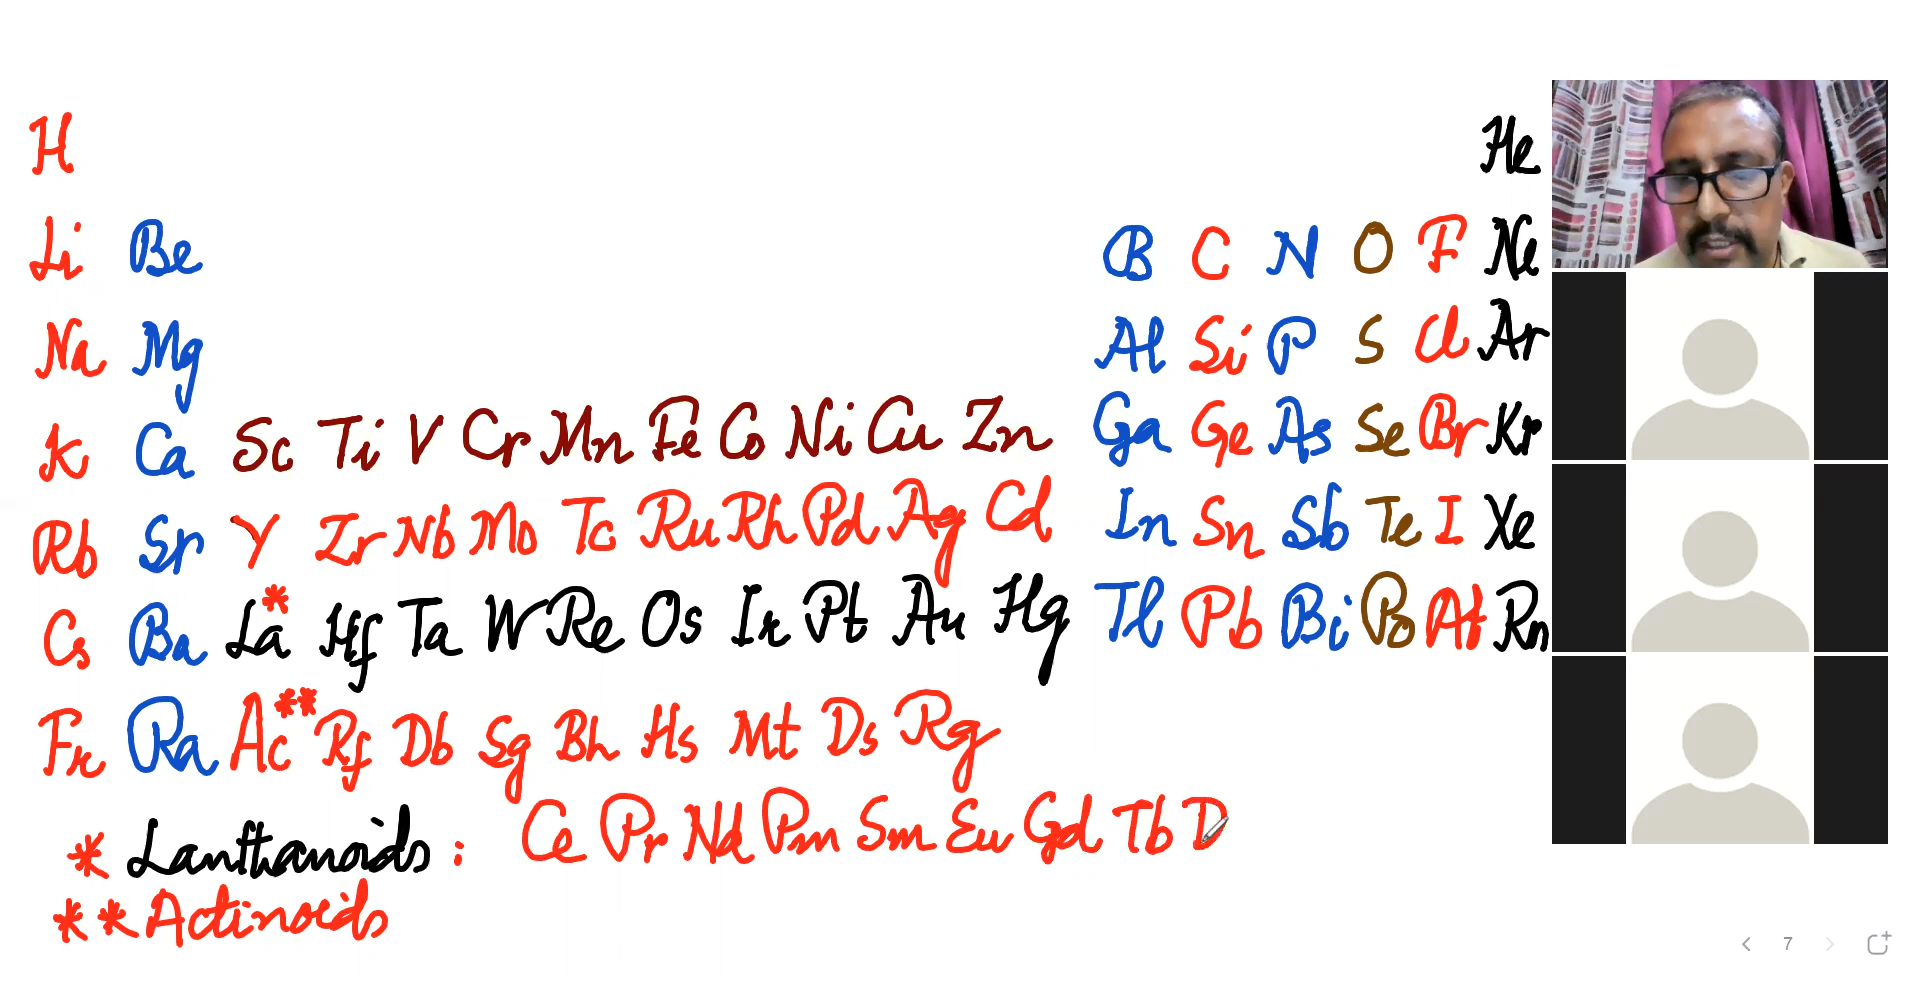 H He
Li Be B C N O F Ne
Na Mg Al Si P S Cl Ar
K Ca Sc Ti V Cr Mn Fe Co Ni Cu Zn Ga Ge As Se Br Kr
Rb Sr Y Zr Nb Mo Tc Ru Rh Pd Ag Cd In Sn Sb Te I Xe
Cs Ba La* Hf Ta W Re Os Ir Pt Au Hg Tl Pb Bi Po At Rn
Fr Ra Ac** Rf Db Sg Bh Hs Mt Ds Rg
* Lanthanoids : Ce Pr Nd Pm Sm Eu Gd Tb D
** Actinoids
7